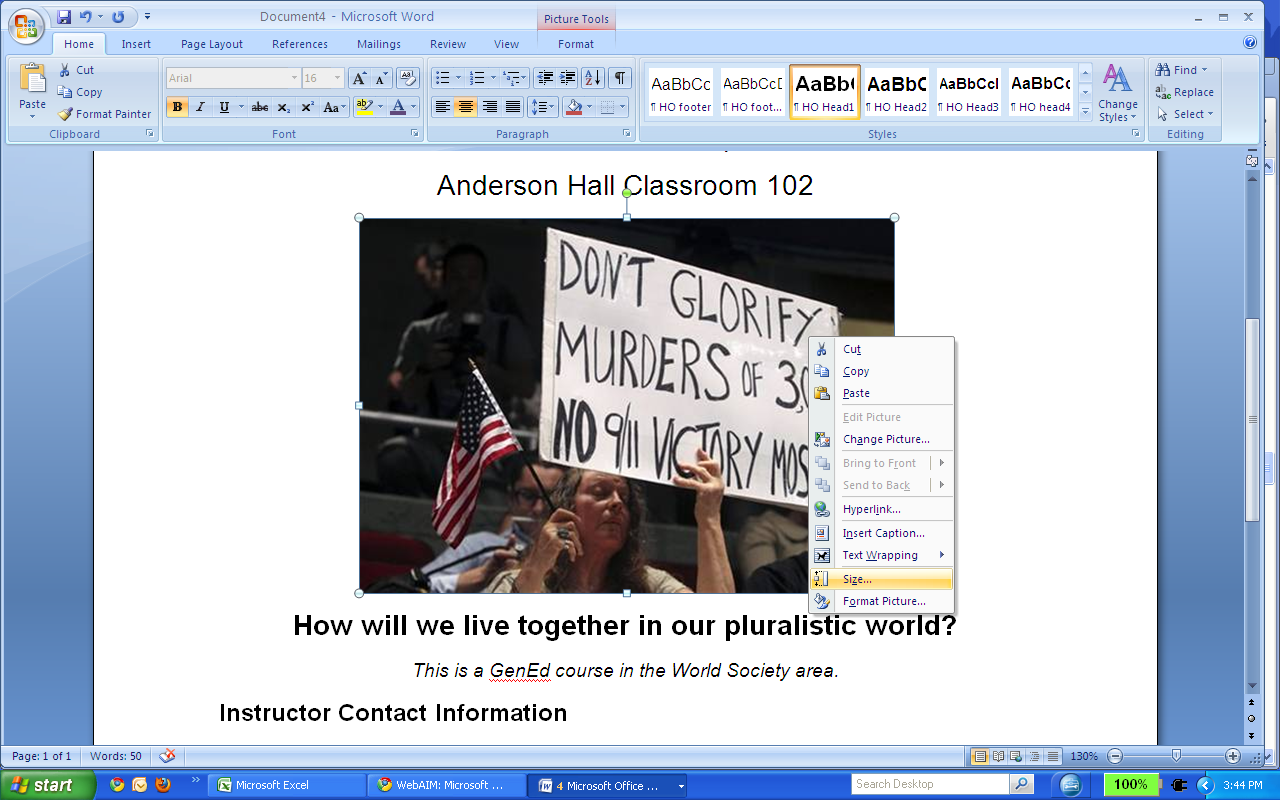 Document4 - Microsoft Word
Picture Tools
Home
Insert
Page Layout
References
Mailings
Review
View
Format
Paste
Cut
Copy
Format Painter
Clipboard
Arial
16
B I U abc X₂ X² Aa
Font
Paragraph
AaBbCc
¶ HO footer
AaBbCcD
¶ HO foot...
AaBb
¶ HO Head1
AaBbC
¶ HO Head2
AaBbCcI
¶ HO Head3
AaBbCc
¶ HO head4
Change
Styles
Styles
Find
Replace
Select
Editing
Anderson Hall Classroom 102
DON'T GLORIFY
MURDERS OF 3,
NO 9/11 VICTORY MOS
Cut
Copy
Paste
Edit Picture
Change Picture...
Bring to Front
Send to Back
Hyperlink...
Insert Caption...
Text Wrapping
Size...
Format Picture...
How will we live together in our pluralistic world?
This is a GenEd course in the World Society area.
Instructor Contact Information
Page: 1 of 1
Words: 50
130%
start
Microsoft Excel
WebAIM: Microsoft ...
4 Microsoft Office ...
Search Desktop
100%
3:44 PM